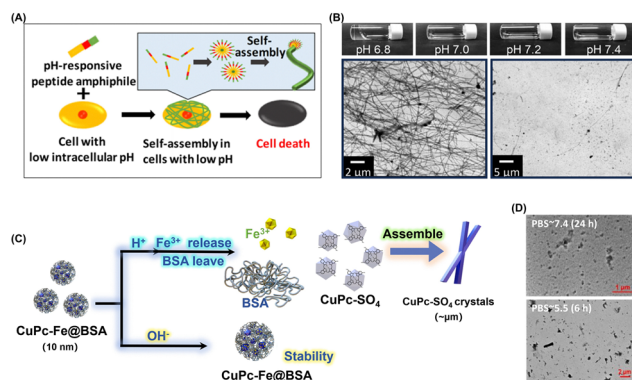 (A)
pH-responsive
peptide amphiphile
Self-
assembly
Cell with
low intracellular pH
Self-assembly in
cells with low pH
Cell death
(B)
pH 6.8
pH 7.0
pH 7.2
pH 7.4
2 µm
5 µm
(C)
H⁺ Fe³⁺ release
BSA leave
Fe³⁺
BSA
CuPc-SO₄
Assemble
CuPc-SO₄ crystals
(~µm)
CuPc-Fe@BSA
(10 nm)
OH⁻
Stability
CuPc-Fe@BSA
(D)
PBS~7.4 (24 h)
1 µm
PBS~5.5 (6 h)
2 µm